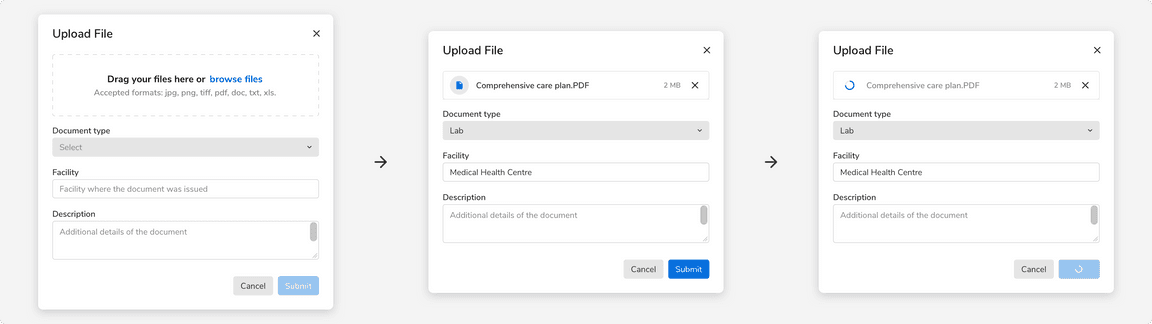 Upload File
Drag your files here or browse files
Accepted formats: jpg, png, tiff, pdf, doc, txt, xls.
Document type
Select
Facility
Facility where the document was issued
Description
Additional details of the document
Cancel Submit
Upload File
Comprehensive care plan.PDF 2 MB
Document type
Lab
Facility
Medical Health Centre
Description
Additional details of the document
Cancel Submit
Upload File
Comprehensive care plan.PDF 2 MB
Document type
Lab
Facility
Medical Health Centre
Description
Additional details of the document
Cancel